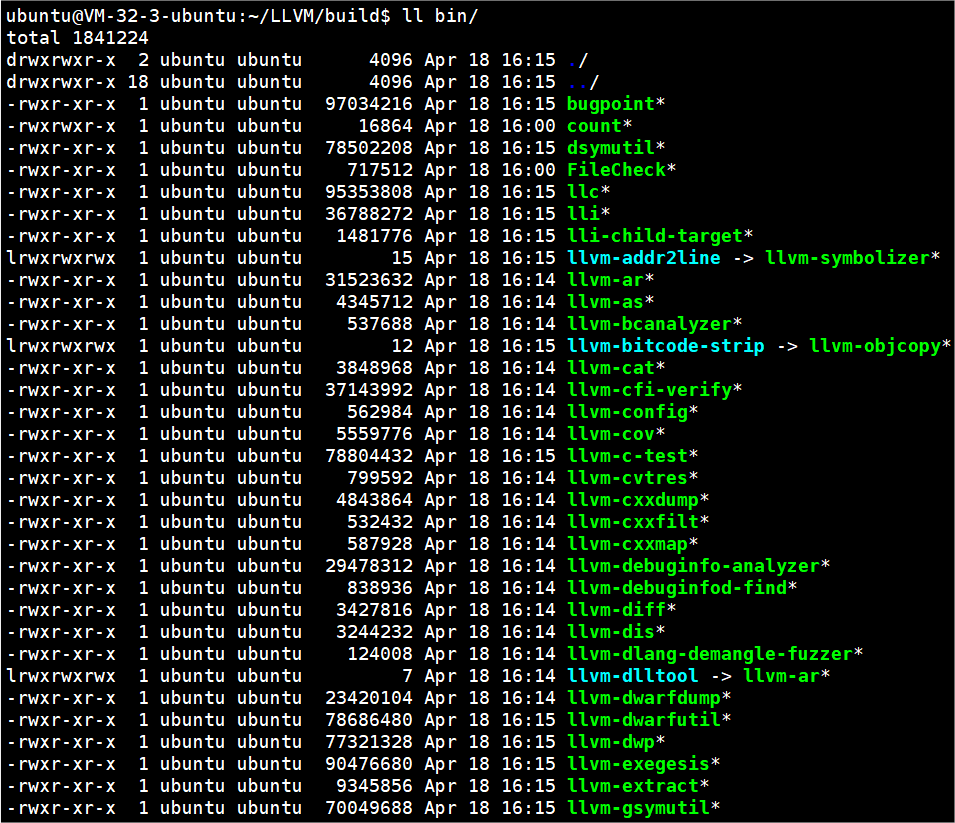 ubuntu@VM-32-3-ubuntu:~/LLVM/build$ ll bin/
total 1841224
drwxrwxr-x  2 ubuntu ubuntu      4096 Apr 18 16:15 ./
drwxrwxr-x 18 ubuntu ubuntu      4096 Apr 18 16:15 ../
-rwxr-xr-x  1 ubuntu ubuntu  97034216 Apr 18 16:15 bugpoint*
-rwxrwxr-x  1 ubuntu ubuntu     16864 Apr 18 16:00 count*
-rwxr-xr-x  1 ubuntu ubuntu  78502208 Apr 18 16:15 dsymutil*
-rwxr-xr-x  1 ubuntu ubuntu    717512 Apr 18 16:00 FileCheck*
-rwxr-xr-x  1 ubuntu ubuntu  95353808 Apr 18 16:15 llc*
-rwxr-xr-x  1 ubuntu ubuntu  36788272 Apr 18 16:15 lli*
-rwxr-xr-x  1 ubuntu ubuntu   1481776 Apr 18 16:15 lli-child-target*
lrwxrwxrwx  1 ubuntu ubuntu        15 Apr 18 16:15 llvm-addr2line -> llvm-symbolizer*
-rwxr-xr-x  1 ubuntu ubuntu  31523632 Apr 18 16:14 llvm-ar*
-rwxr-xr-x  1 ubuntu ubuntu   4345712 Apr 18 16:14 llvm-as*
-rwxr-xr-x  1 ubuntu ubuntu    537688 Apr 18 16:14 llvm-bcanalyzer*
lrwxrwxrwx  1 ubuntu ubuntu        12 Apr 18 16:15 llvm-bitcode-strip -> llvm-objcopy*
-rwxr-xr-x  1 ubuntu ubuntu   3848968 Apr 18 16:14 llvm-cat*
-rwxr-xr-x  1 ubuntu ubuntu  37143992 Apr 18 16:14 llvm-cfi-verify*
-rwxr-xr-x  1 ubuntu ubuntu    562984 Apr 18 16:14 llvm-config*
-rwxr-xr-x  1 ubuntu ubuntu   5559776 Apr 18 16:14 llvm-cov*
-rwxr-xr-x  1 ubuntu ubuntu  78804432 Apr 18 16:15 llvm-c-test*
-rwxr-xr-x  1 ubuntu ubuntu    799592 Apr 18 16:14 llvm-cvtres*
-rwxr-xr-x  1 ubuntu ubuntu   4843864 Apr 18 16:14 llvm-cxxdump*
-rwxr-xr-x  1 ubuntu ubuntu    532432 Apr 18 16:14 llvm-cxxfilt*
-rwxr-xr-x  1 ubuntu ubuntu    587928 Apr 18 16:14 llvm-cxxmap*
-rwxr-xr-x  1 ubuntu ubuntu  29478312 Apr 18 16:14 llvm-debuginfo-analyzer*
-rwxr-xr-x  1 ubuntu ubuntu    838936 Apr 18 16:14 llvm-debuginfod-find*
-rwxr-xr-x  1 ubuntu ubuntu   3427816 Apr 18 16:14 llvm-diff*
-rwxr-xr-x  1 ubuntu ubuntu   3244232 Apr 18 16:14 llvm-dis*
-rwxr-xr-x  1 ubuntu ubuntu    124008 Apr 18 16:14 llvm-dlang-demangle-fuzzer*
lrwxrwxrwx  1 ubuntu ubuntu         7 Apr 18 16:14 llvm-dlltool -> llvm-ar*
-rwxr-xr-x  1 ubuntu ubuntu  23420104 Apr 18 16:14 llvm-dwarfdump*
-rwxr-xr-x  1 ubuntu ubuntu  78686480 Apr 18 16:15 llvm-dwarfutil*
-rwxr-xr-x  1 ubuntu ubuntu  77321328 Apr 18 16:15 llvm-dwp*
-rwxr-xr-x  1 ubuntu ubuntu  90476680 Apr 18 16:15 llvm-exegesis*
-rwxr-xr-x  1 ubuntu ubuntu   9345856 Apr 18 16:15 llvm-extract*
-rwxr-xr-x  1 ubuntu ubuntu  70049688 Apr 18 16:15 llvm-gsymutil*